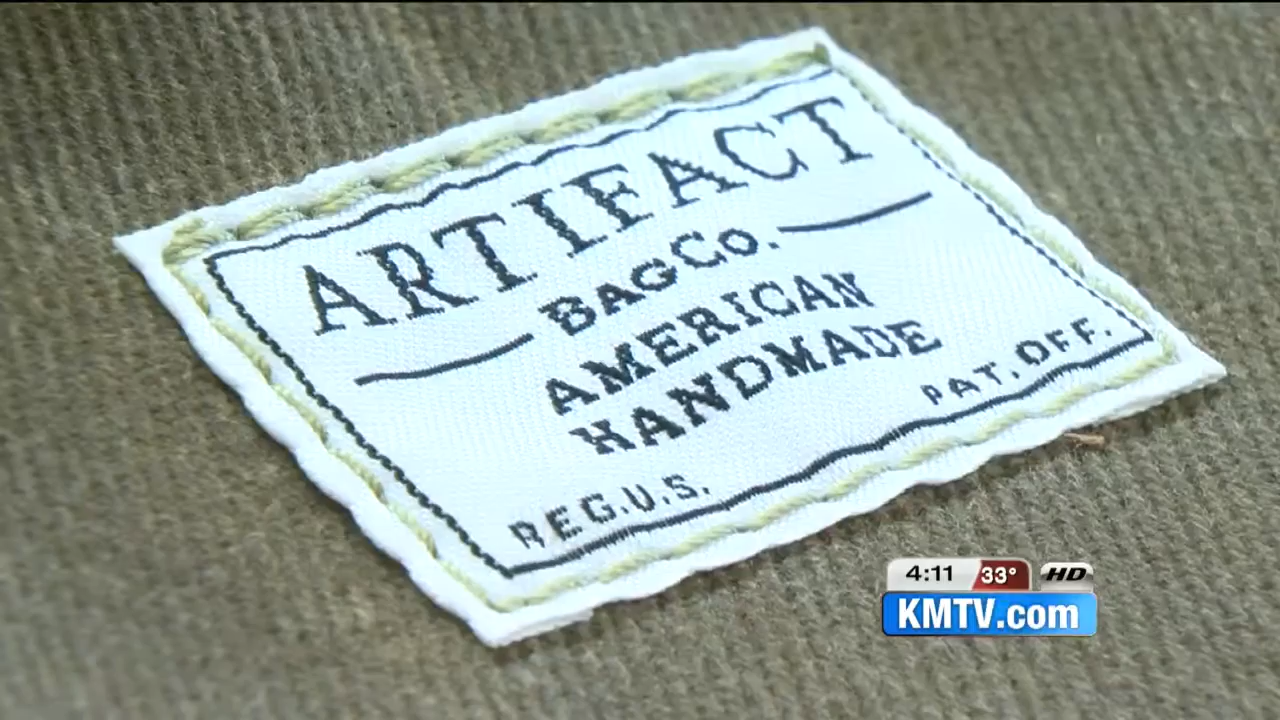 ARTIFACT
BAG CO.
AMERICAN
HANDMADE
REG.U.S. PAT.OFF.
4:11 33° HD
KMTV.com